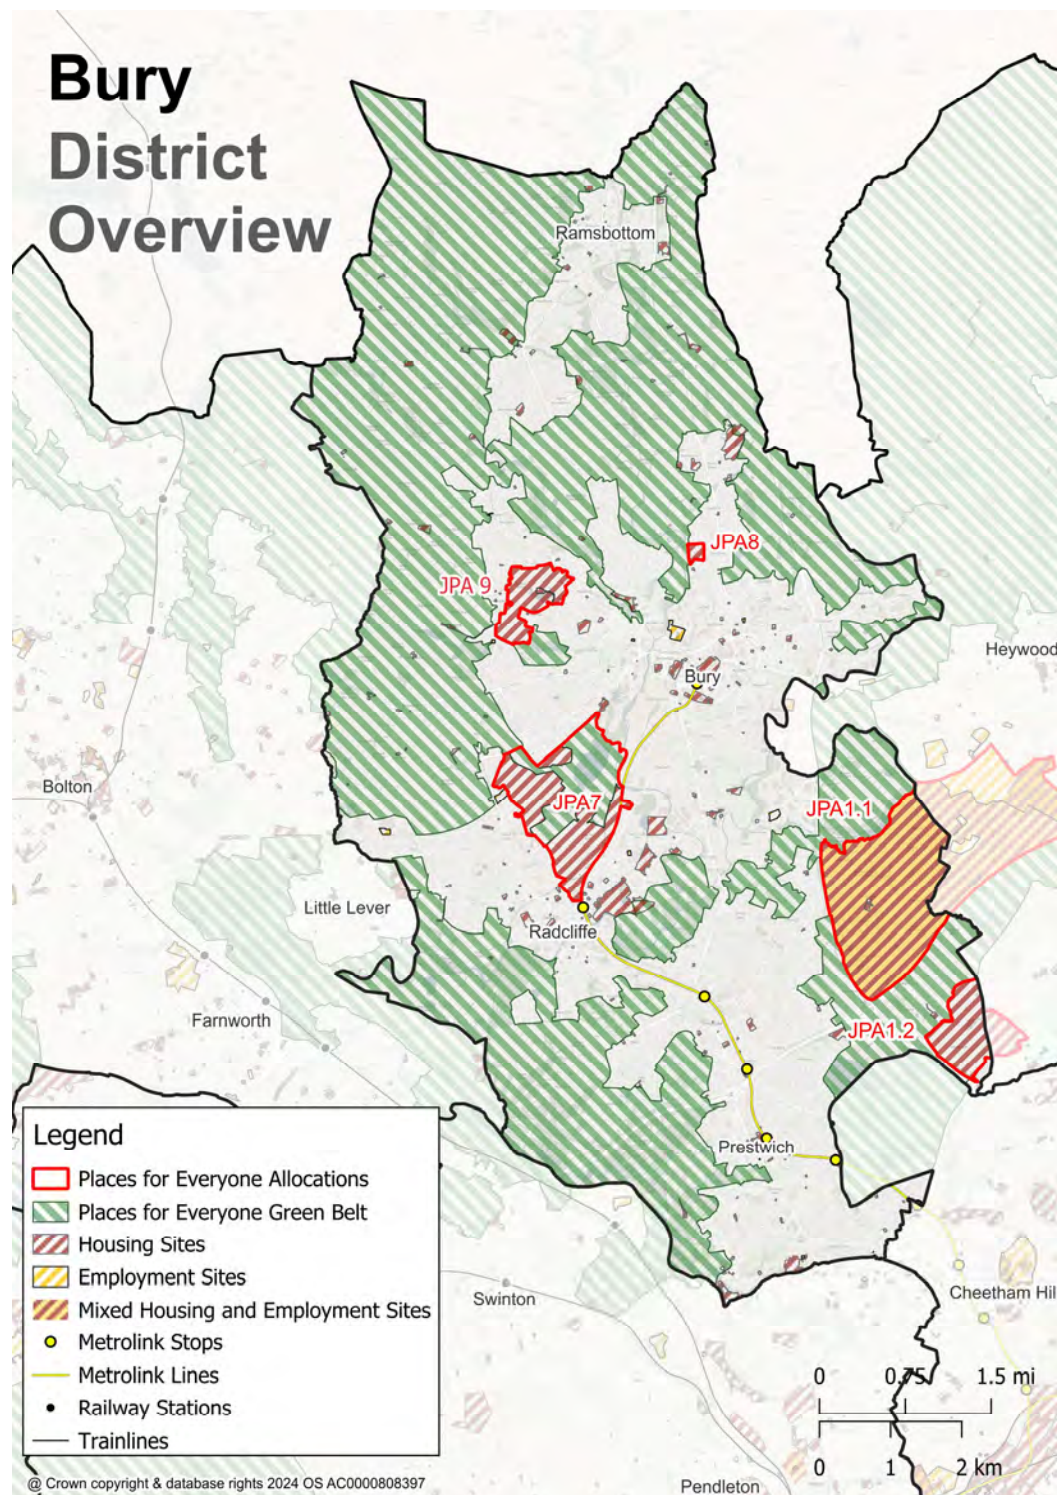 Bury
District
Overview
Ramsbottom
JPA8
JPA 9
Heywood
Bury
Bolton
JPA7
JPA1.1
Little Lever
Radcliffe
Farnworth
JPA1.2
Prestwich
Swinton
Cheetham Hil
Pendleton
Legend
Places for Everyone Allocations
Places for Everyone Green Belt
Housing Sites
Employment Sites
Mixed Housing and Employment Sites
Metrolink Stops
Metrolink Lines
Railway Stations
Trainlines
0 0.75 1.5 mi
0 1 2 km
@ Crown copyright & database rights 2024 OS AC0000808397